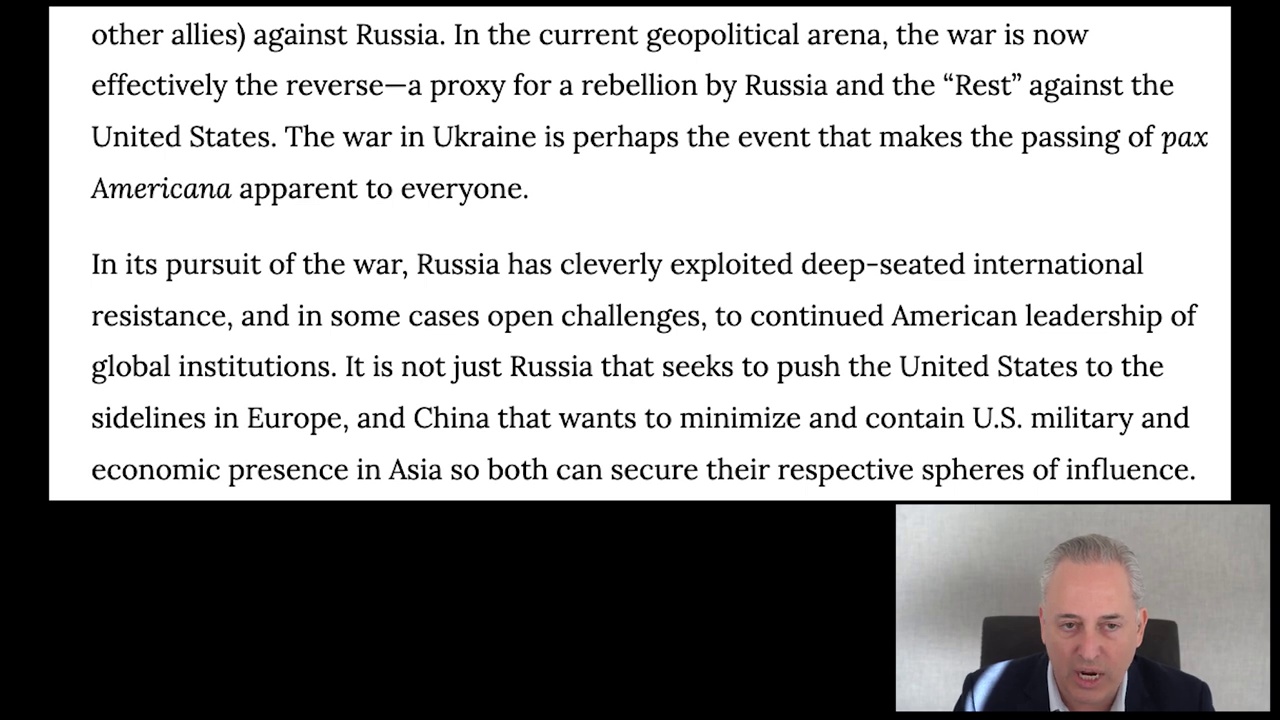 other allies) against Russia. In the current geopolitical arena, the war is now
effectively the reverse—a proxy for a rebellion by Russia and the “Rest” against the
United States. The war in Ukraine is perhaps the event that makes the passing of pax
Americana apparent to everyone.
In its pursuit of the war, Russia has cleverly exploited deep-seated international
resistance, and in some cases open challenges, to continued American leadership of
global institutions. It is not just Russia that seeks to push the United States to the
sidelines in Europe, and China that wants to minimize and contain U.S. military and
economic presence in Asia so both can secure their respective spheres of influence.